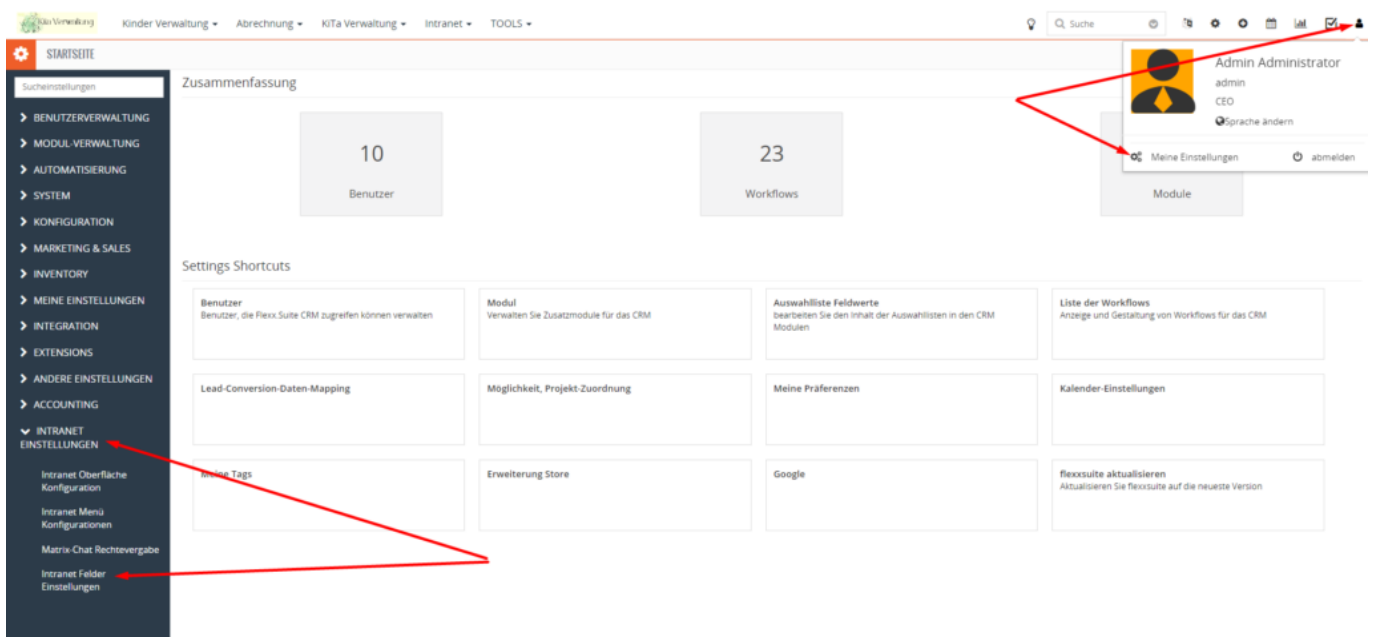 Kita Verwaltung
Kinder Verwaltung
Abrechnung
KiTa Verwaltung
Intranet
TOOLS
Suche
STARTSEITE
Sucheinstellungen
BENUTZERVERWALTUNG
MODUL-VERWALTUNG
AUTOMATISIERUNG
SYSTEM
KONFIGURATION
MARKETING & SALES
INVENTORY
MEINE EINSTELLUNGEN
INTEGRATION
EXTENSIONS
ANDERE EINSTELLUNGEN
ACCOUNTING
INTRANET
EINSTELLUNGEN
Intranet Oberfläche
Konfiguration
Intranet Menü
Konfigurationen
Matrix-Chat Rechtevergabe
Intranet Felder
Einstellungen
Zusammenfassung
10
Benutzer
23
Workflows
Module
Admin Administrator
admin
CEO
Sprache ändern
Meine Einstellungen
abmelden
Settings Shortcuts
Benutzer
Benutzer, die Flexx.Suite CRM zugreifen können verwalten
Modul
Verwalten Sie Zusatzmodule für das CRM
Auswahlliste Feldwerte
bearbeiten Sie den Inhalt der Auswahllisten in den CRM
Modulen
Liste der Workflows
Anzeige und Gestaltung von Workflows für das CRM
Lead-Conversion-Daten-Mapping
Möglichkeit, Projekt-Zuordnung
Meine Präferenzen
Kalender-Einstellungen
Meine Tags
Erweiterung Store
Google
flexxsuite aktualisieren
Aktualisieren Sie flexxsuite auf die neueste Version